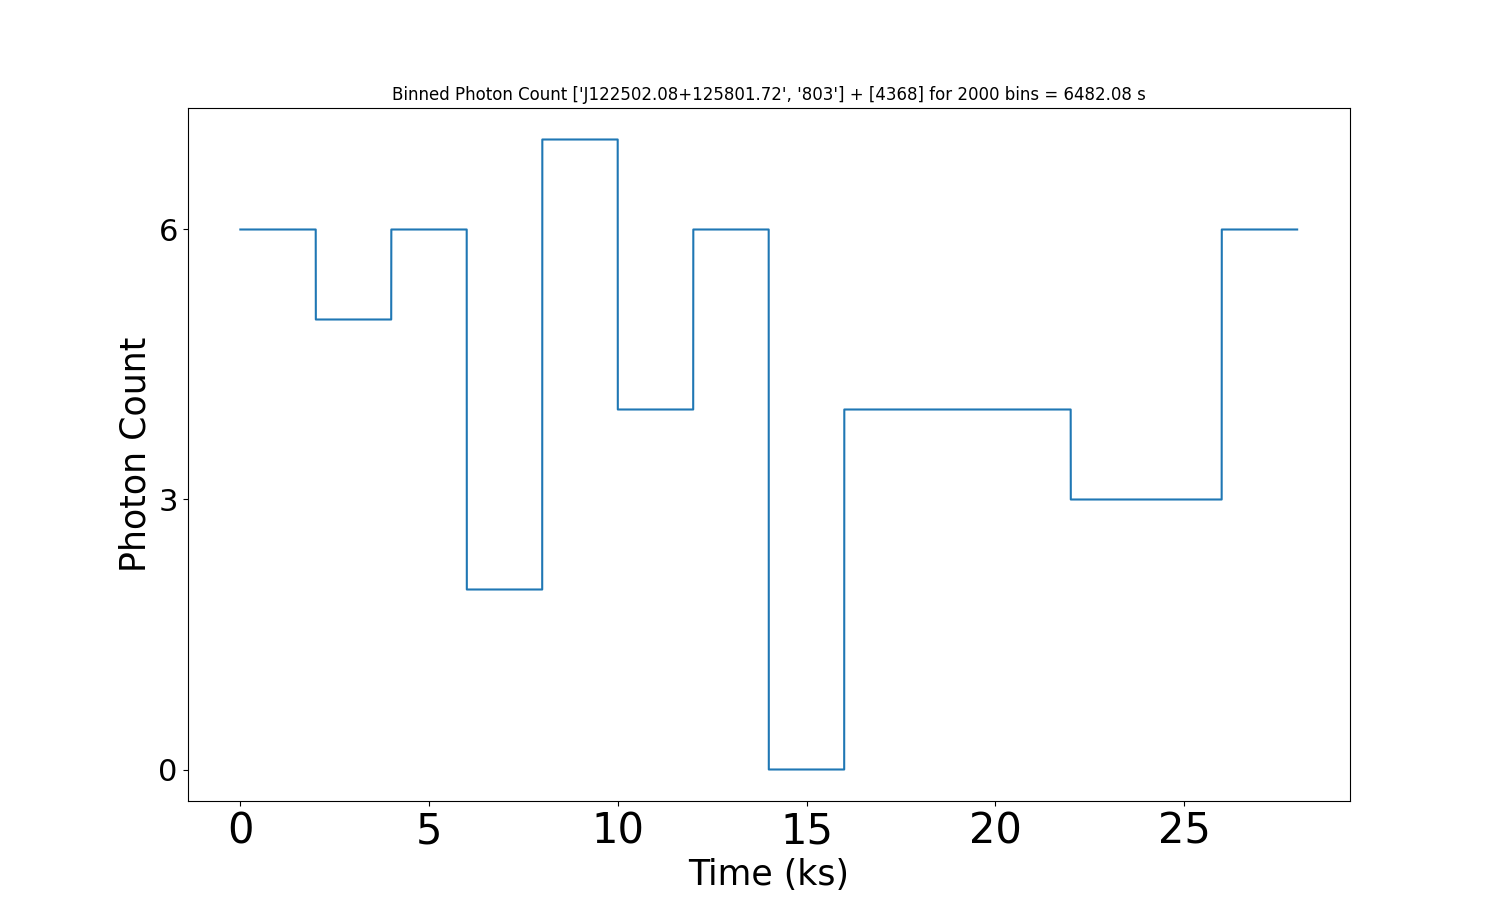 Binned Photon Count ['J122502.08+125801.72', '803'] + [4368] for 2000 bins = 6482.08 s
Photon Count
6
3
0
0 5 10 15 20 25
Time (ks)